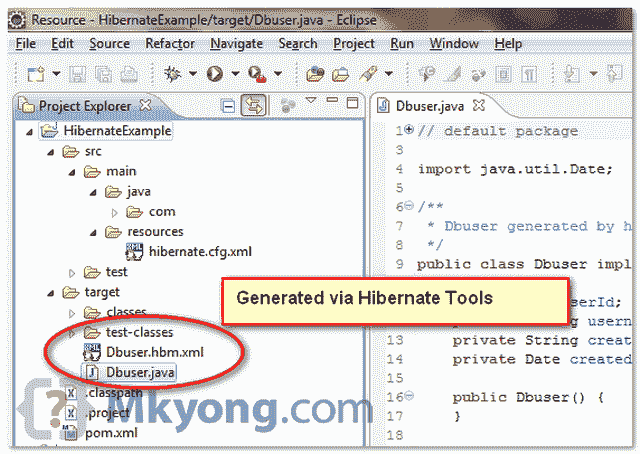 Resource - HibernateExample/target/Dbuser.java - Eclipse
File Edit Source Refactor Navigate Search Project Run Window Help
Project Explorer
HibernateExample
src
main
java
com
resources
hibernate.cfg.xml
test
target
classes
test-classes
Dbuser.hbm.xml
Dbuser.java
.classpath
.project
pom.xml
Generated via Hibernate Tools
Dbuser.java
1 // default package
3
4 import java.util.Date;
5
6 /**
7 * Dbuser generated by h
8 */
9 public class Dbuser impl
serId;
g usern
13 private String creat
14 private Date created
15
16 public Dbuser() {
17 }
18
Mkyong.com